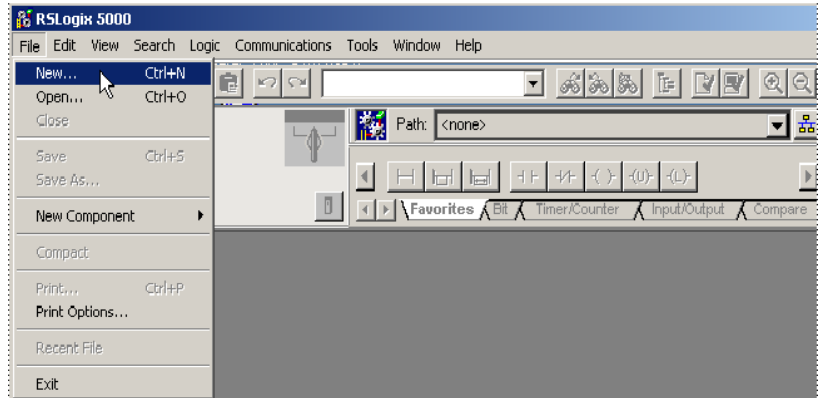 RSLogix 5000
File Edit View Search Logic Communications Tools Window Help
New... Ctrl+N
Open... Ctrl+O
Close
Save Ctrl+S
Save As...
New Component
Compact
Print... Ctrl+P
Print Options...
Recent File
Exit
Path: <none>
(U) (L)
Favorites Bit Timer/Counter Input/Output Compare